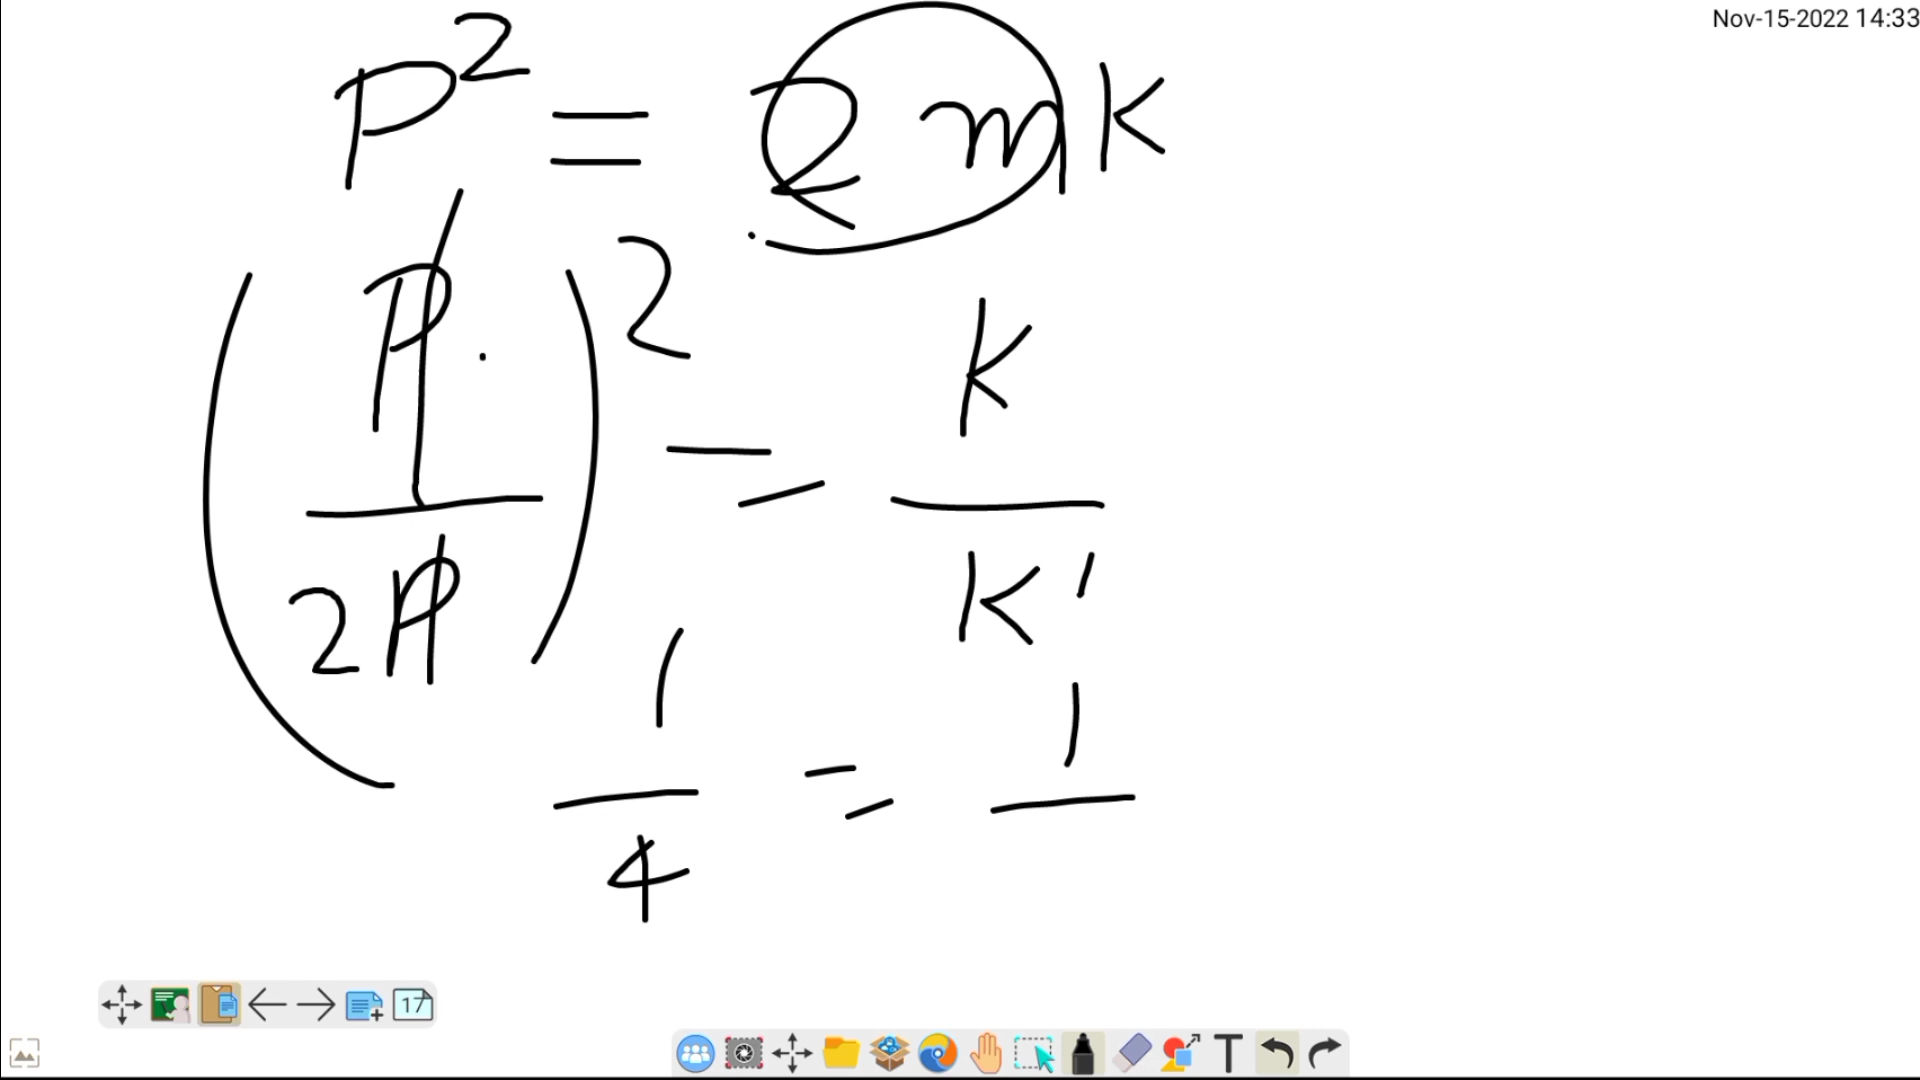 Nov-15-2022 14:33
P² = 2mk
(P/2P)² = K/K'
1/4 = 1/
17
T